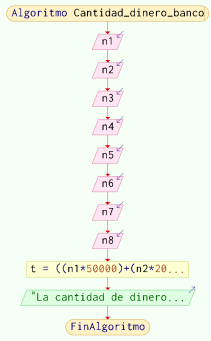 Algoritmo Cantidad_dinero_banco
n1
n2
n3
n4
n5
n6
n7
n8
t = ((n1*50000)+(n2*20...
"La cantidad de dinero...
FinAlgoritmo